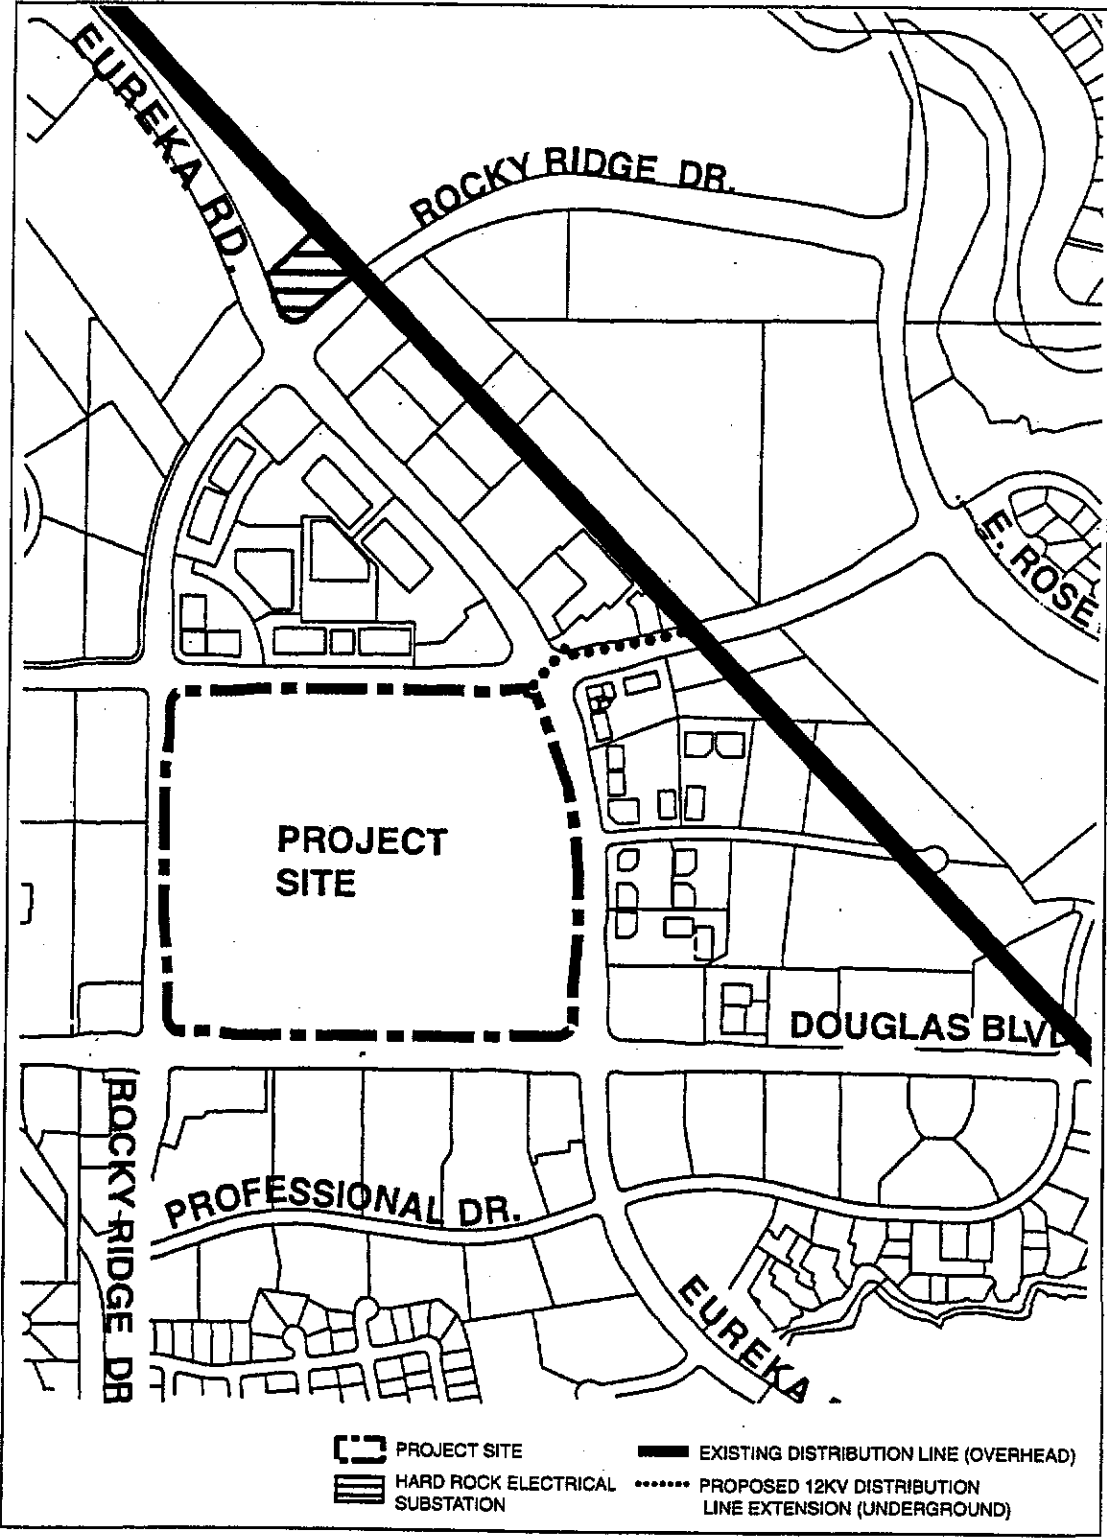 EUREKA RD.
ROCKY RIDGE DR.
E. ROSE
PROJECT
SITE
DOUGLAS BLVD
ROCKY RIDGE DR
PROFESSIONAL DR.
EUREKA
PROJECT SITE
HARD ROCK ELECTRICAL
SUBSTATION
EXISTING DISTRIBUTION LINE (OVERHEAD)
PROPOSED 12KV DISTRIBUTION
LINE EXTENSION (UNDERGROUND)